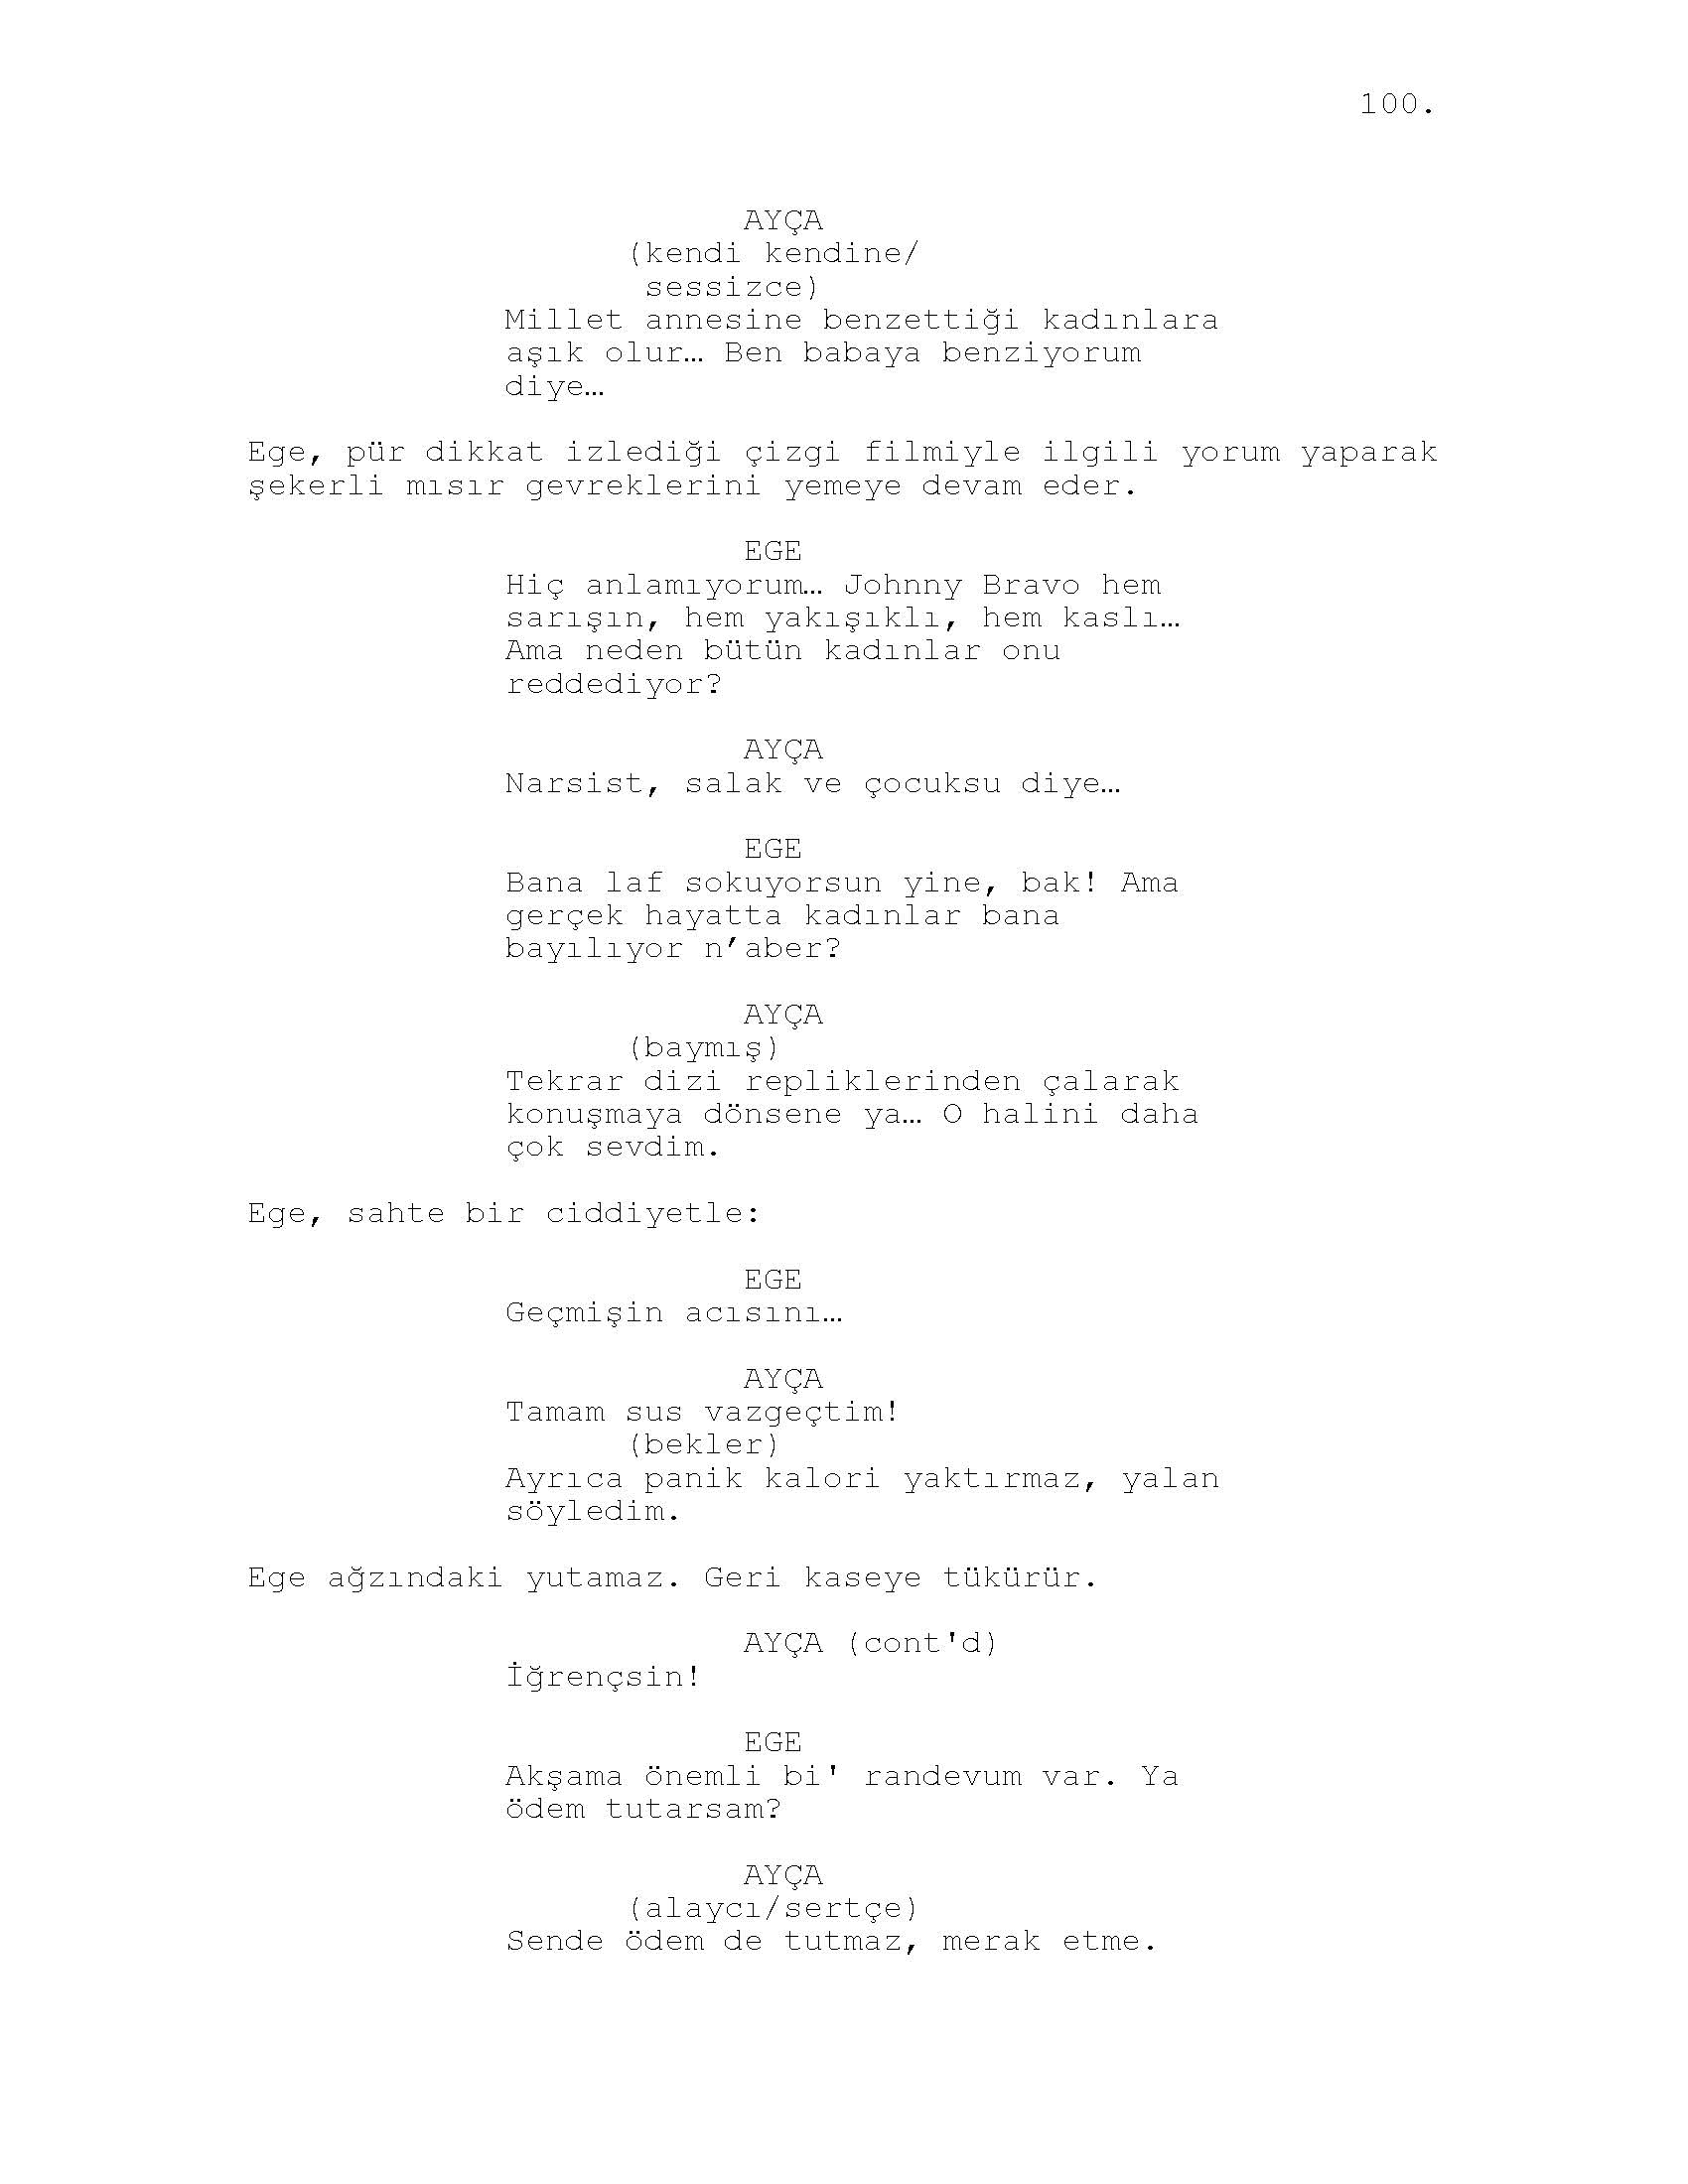 100.
AYÇA
(kendi kendine/
sessizce)
Millet annesine benzettiği kadınlara
aşık olur… Ben babaya benziyorum
diye…
Ege, pür dikkat izlediği çizgi filmiyle ilgili yorum yaparak
şekerli mısır gevreklerini yemeye devam eder.
EGE
Hiç anlamıyorum… Johnny Bravo hem
sarışın, hem yakışıklı, hem kaslı…
Ama neden bütün kadınlar onu
reddediyor?
AYÇA
Narsist, salak ve çocuksu diye…
EGE
Bana laf sokuyorsun yine, bak! Ama
gerçek hayatta kadınlar bana
bayılıyor n’aber?
AYÇA
(baymış)
Tekrar dizi repliklerinden çalarak
konuşmaya dönsene ya… O halini daha
çok sevdim.
Ege, sahte bir ciddiyetle:
EGE
Geçmişin acısını…
AYÇA
Tamam sus vazgeçtim!
(bekler)
Ayrıca panik kalori yaktırmaz, yalan
söyledim.
Ege ağzındaki yutamaz. Geri kaseye tükürür.
AYÇA (cont'd)
İğrençsin!
EGE
Akşama önemli bi' randevum var. Ya
ödem tutarsam?
AYÇA
(alaycı/sertçe)
Sende ödem de tutmaz, merak etme.